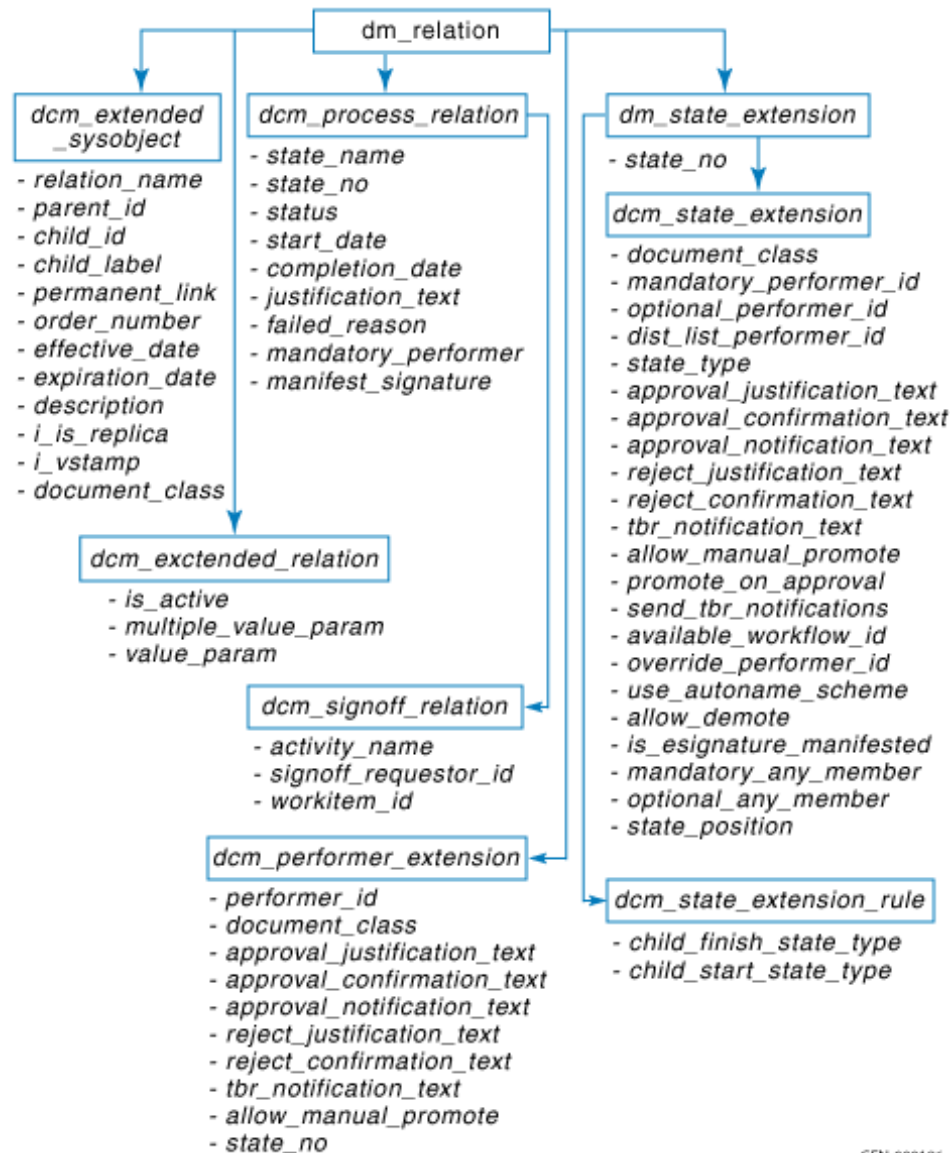 dm_relation
dcm_extended
_sysobject
- relation_name
- parent_id
- child_id
- child_label
- permanent_link
- order_number
- effective_date
- expiration_date
- description
- i_is_replica
- i_vstamp
- document_class
dcm_process_relation
- state_name
- state_no
- status
- start_date
- completion_date
- justification_text
- failed_reason
- mandatory_performer
- manifest_signature
dm_state_extension
- state_no
dcm_state_extension
- document_class
- mandatory_performer_id
- optional_performer_id
- dist_list_performer_id
- state_type
- approval_justification_text
- approval_confirmation_text
- approval_notification_text
- reject_justification_text
- reject_confirmation_text
- tbr_notification_text
- allow_manual_promote
- promote_on_approval
- send_tbr_notifications
- available_workflow_id
- override_performer_id
- use_autoname_scheme
- allow_demote
- is_esignature_manifested
- mandatory_any_member
- optional_any_member
- state_position
dcm_exctended_relation
- is_active
- multiple_value_param
- value_param
dcm_signoff_relation
- activity_name
- signoff_requestor_id
- workitem_id
dcm_performer_extension
- performer_id
- document_class
- approval_justification_text
- approval_confirmation_text
- approval_notification_text
- reject_justification_text
- reject_confirmation_text
- tbr_notification_text
- allow_manual_promote
- state_no
dcm_state_extension_rule
- child_finish_state_type
- child_start_state_type